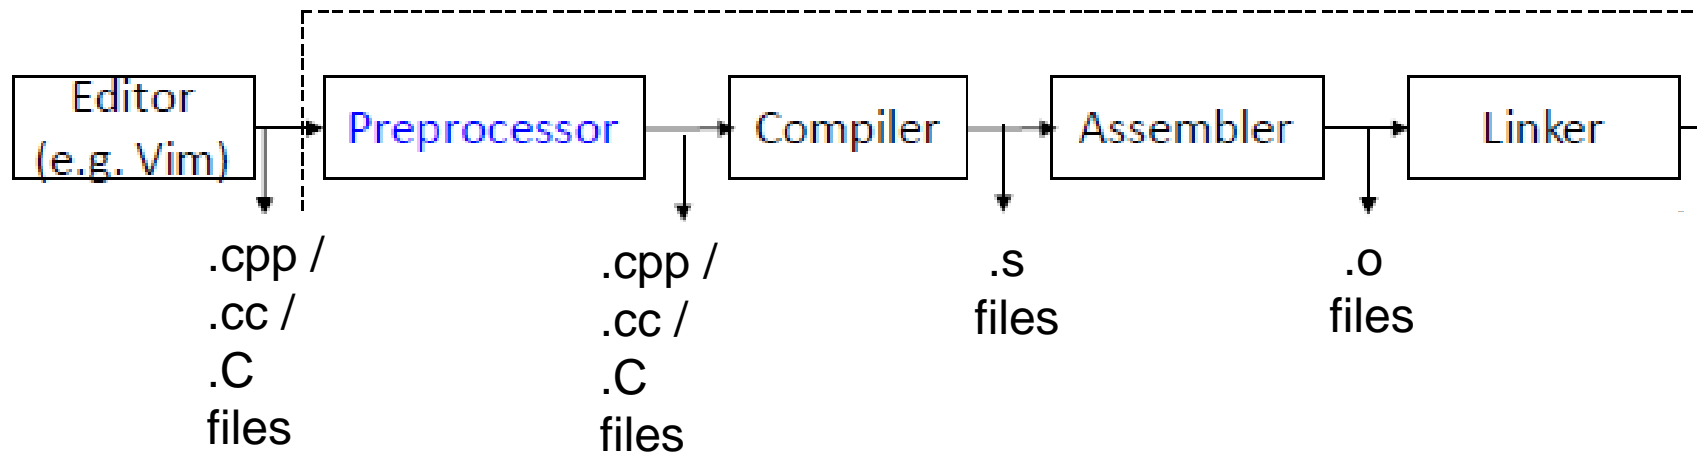 Editor
(e.g. Vim)
Preprocessor
Compiler
Assembler
Linker
.cpp /
.cc /
.C
files
.cpp /
.cc /
.C
files
.s
files
.o
files